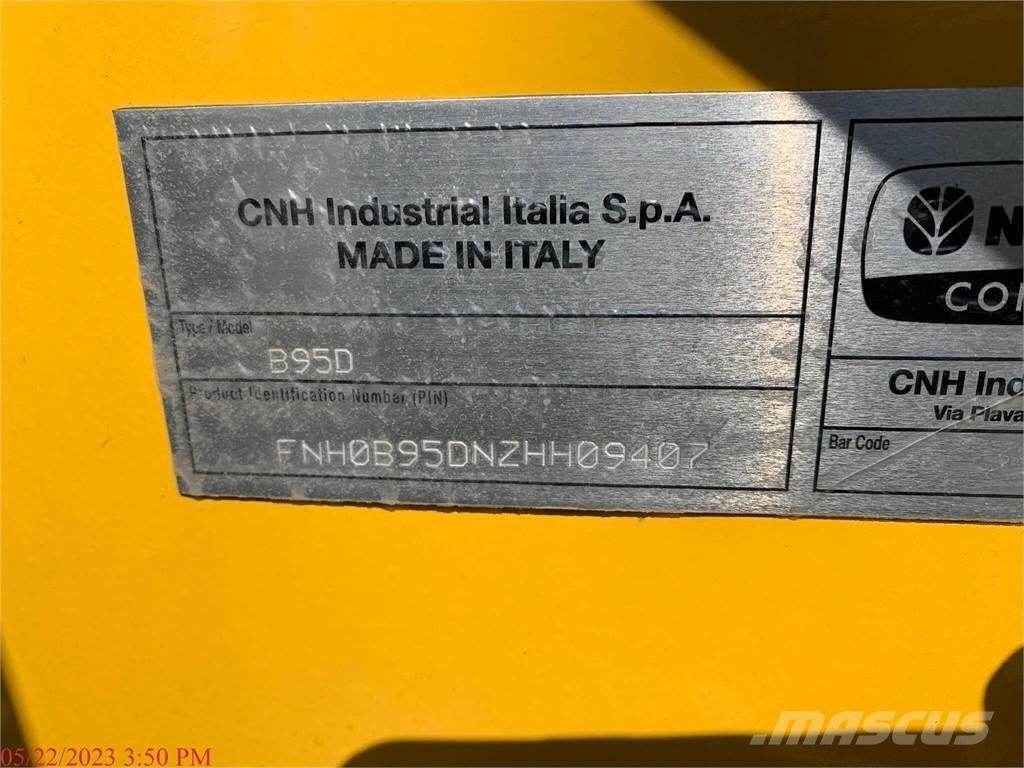 CNH Industrial Italia S.p.A.
MADE IN ITALY
Type / Model
B95D
Product Identification Number (PIN)
FNH0B95DNZHH09407
N
CO
CNH Ind
Via Plava
Bar Code
05/22/2023 3:50 PM
MASCUS